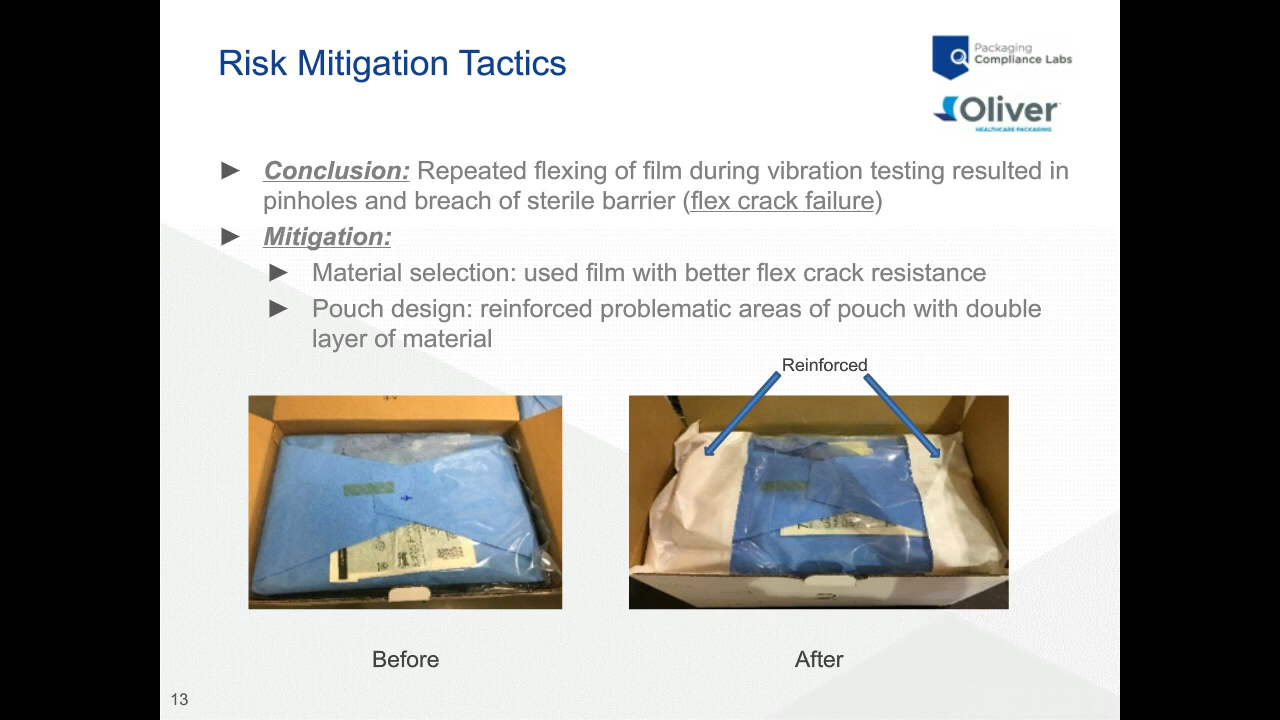 Risk Mitigation Tactics
Packaging
Compliance Labs
Oliver
HEALTHCARE PACKAGING
► Conclusion: Repeated flexing of film during vibration testing resulted in
pinholes and breach of sterile barrier (flex crack failure)
► Mitigation:
► Material selection: used film with better flex crack resistance
► Pouch design: reinforced problematic areas of pouch with double
layer of material
Reinforced
Before
After
13